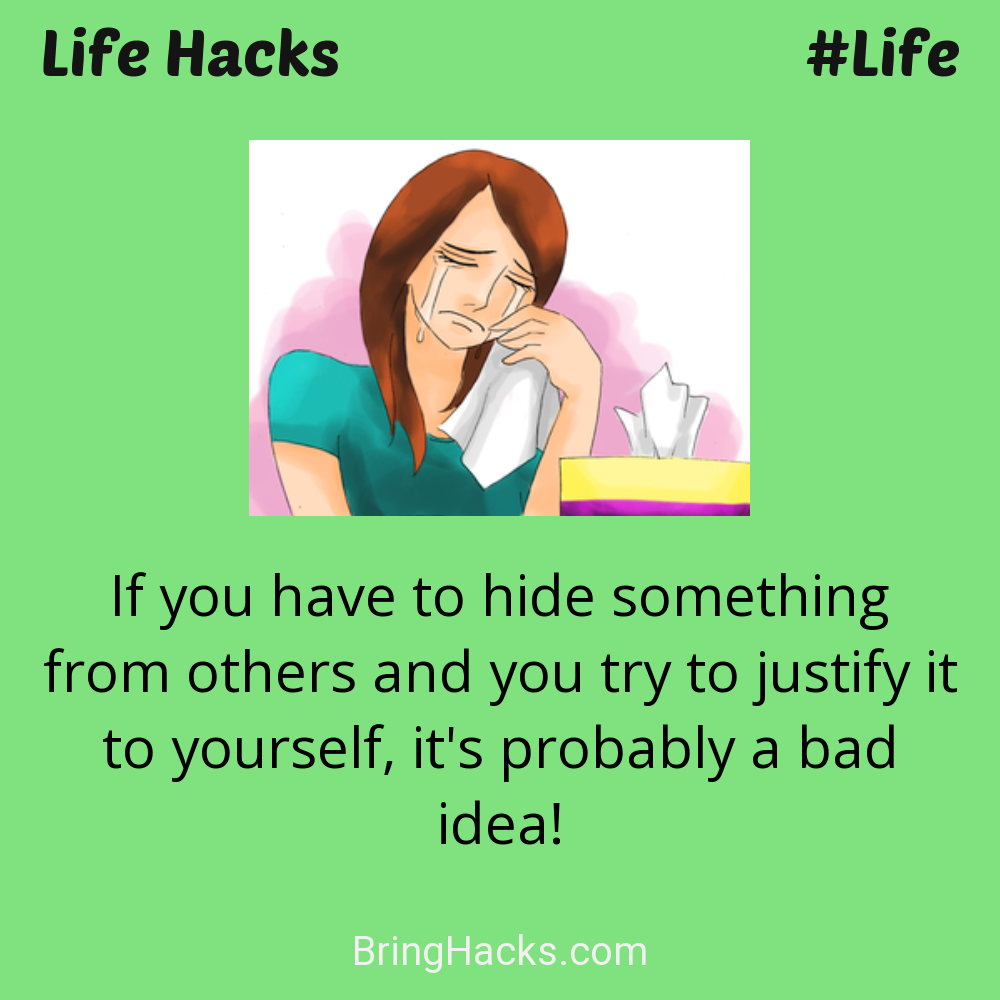 Life Hacks #Life
If you have to hide something
from others and you try to justify it
to yourself, it's probably a bad
idea!
BringHacks.com